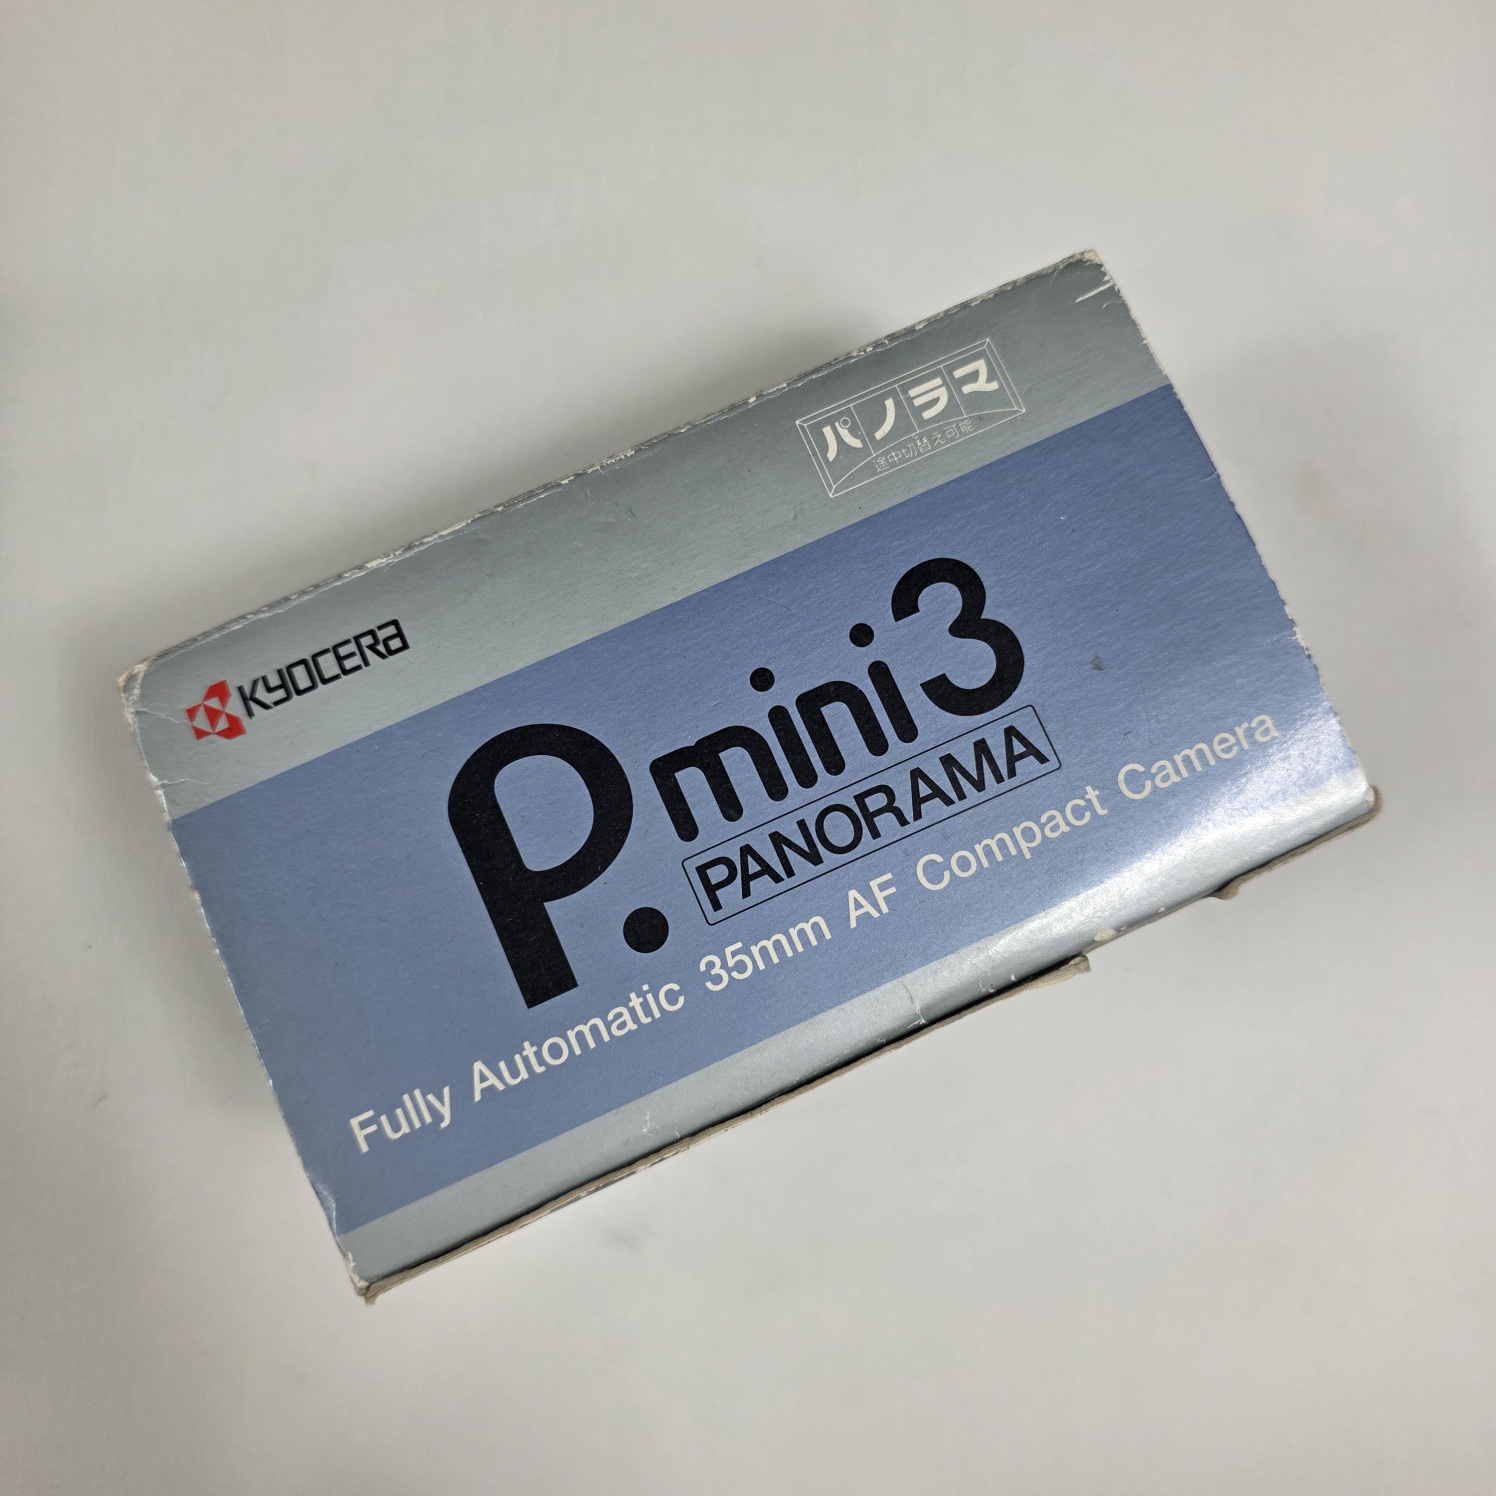 パノラマ
途中切替え可能
KYOCERA
P.mini3
PANORAMA
Fully Automatic 35mm AF Compact Camera